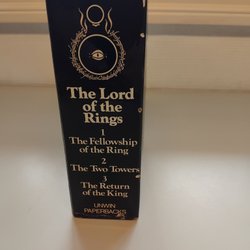 The Lord
of the
Rings
1
The Fellowship
of the Ring
2
The Two Towers
3
The Return
of the King
UNWIN
PAPERBACKS